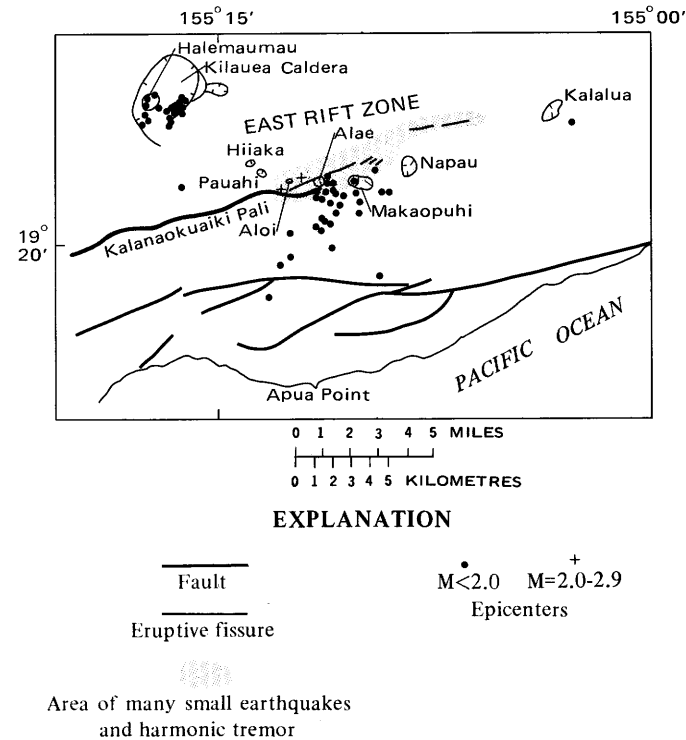 155° 15′ 155° 00′
Halemaumau
Kilauea Caldera
EAST RIFT ZONE
Kalalua
Alae
Hiiaka
Napau
Pauahi
Makaopuhi
Kalanaokuaiki Pali
Aloi
19°
20′
PACIFIC OCEAN
Apua Point
0 1 2 3 4 5 MILES
0 1 2 3 4 5 KILOMETRES
EXPLANATION
Fault
M<2.0 M=2.0-2.9
Epicenters
Eruptive fissure
Area of many small earthquakes
and harmonic tremor